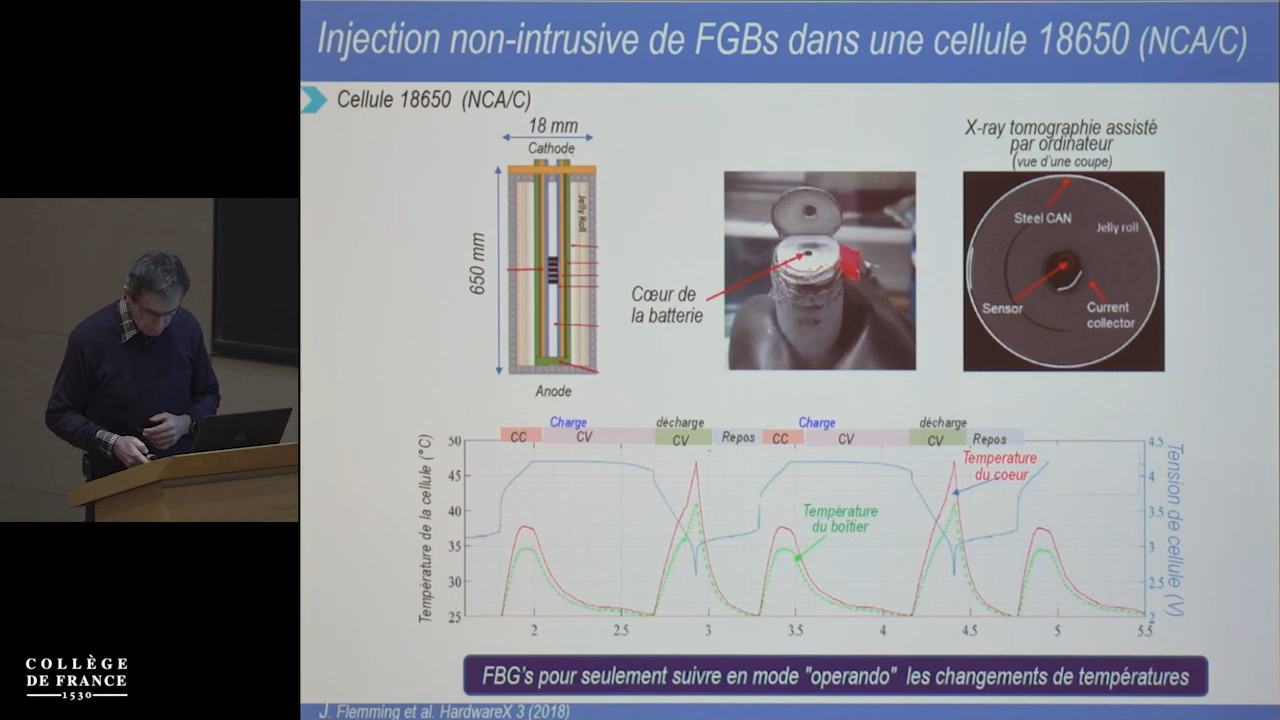 Injection non-intrusive de FGBs dans une cellule 18650 (NCA/C)
Cellule 18650 (NCA/C)
18 mm
Cathode
650 mm
Jelly Roll
Anode
Cœur de
la batterie
X-ray tomographie assisté
par ordinateur
(vue d'une coupe)
Steel CAN
Jelly roll
Sensor
Current
collector
Charge
décharge
Charge
décharge
CC
CV
CV
Repos
CC
CV
CV
Repos
Température de la cellule (°C)
50
45
40
35
30
25
2
2.5
3
3.5
4
4.5
5
5.5
4.5
4
3.5
3
2.5
2
Tension de cellule (V)
Temperature
du coeur
Température
du boîtier
FBG's pour seulement suivre en mode "operando" les changements de températures
J. Flemming et al. HardwareX 3 (2018)
COLLÈGE
DE FRANCE
1530